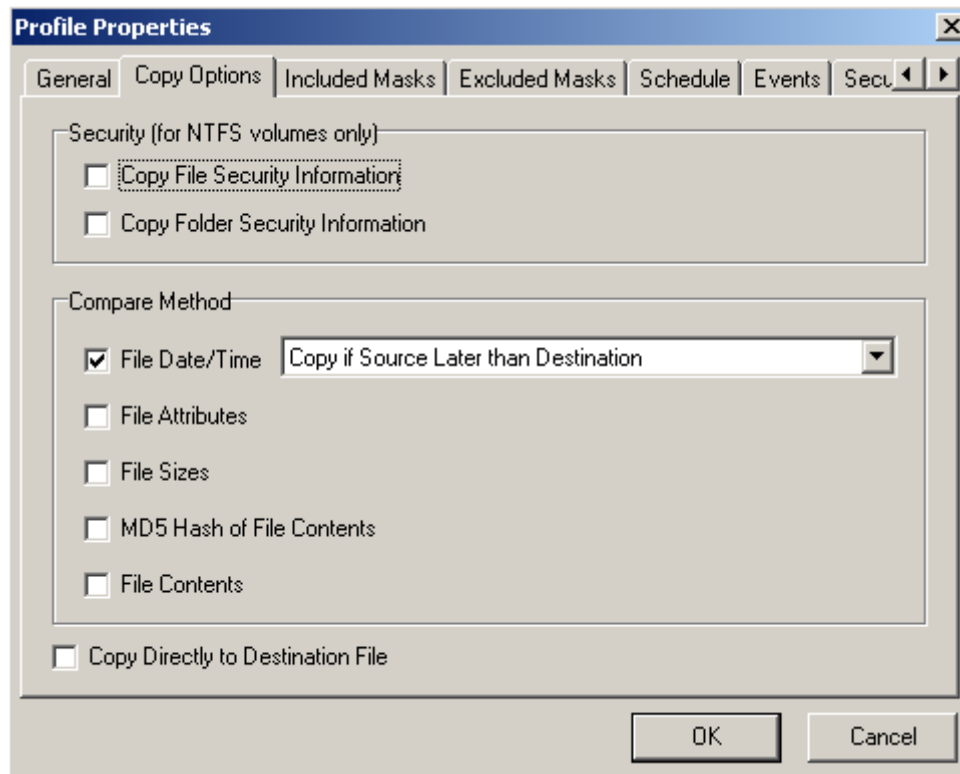 Profile Properties
General Copy Options Included Masks Excluded Masks Schedule Events Secu
Security (for NTFS volumes only)
Copy File Security Information
Copy Folder Security Information
Compare Method
File Date/Time Copy if Source Later than Destination
File Attributes
File Sizes
MD5 Hash of File Contents
File Contents
Copy Directly to Destination File
OK Cancel